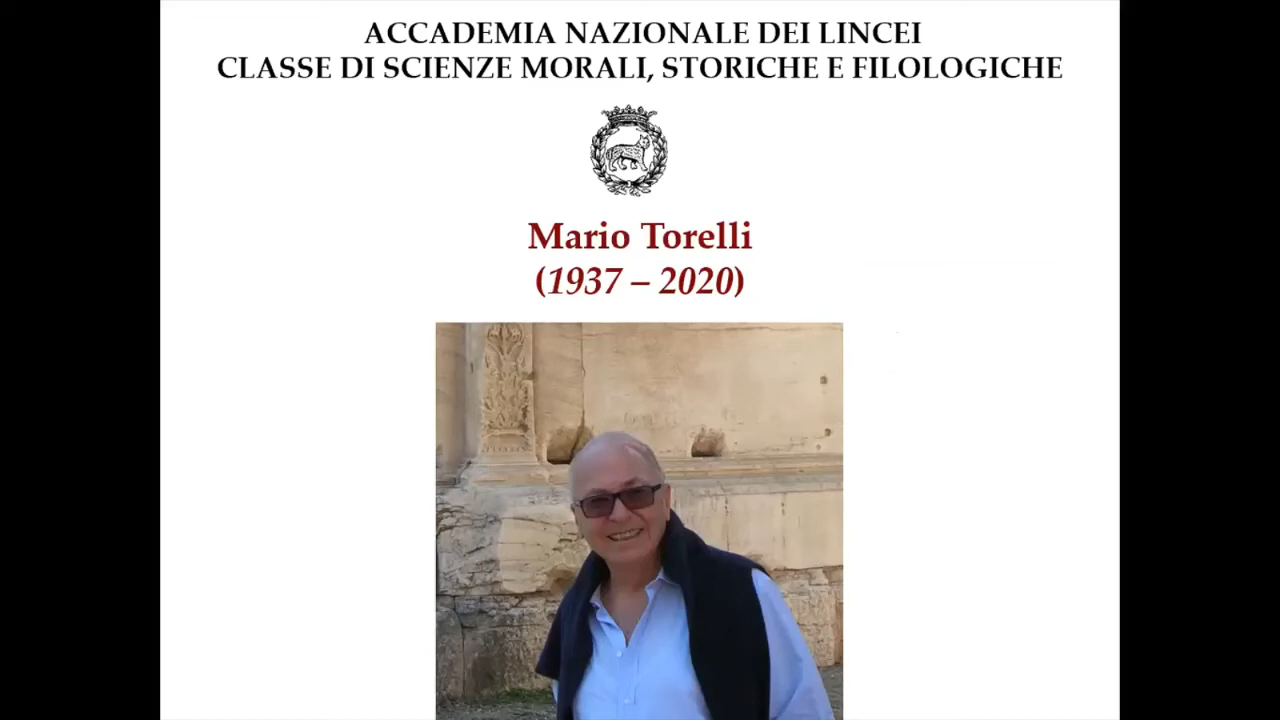 ACCADEMIA NAZIONALE DEI LINCEI
CLASSE DI SCIENZE MORALI, STORICHE E FILOLOGICHE
Mario Torelli
(1937 – 2020)